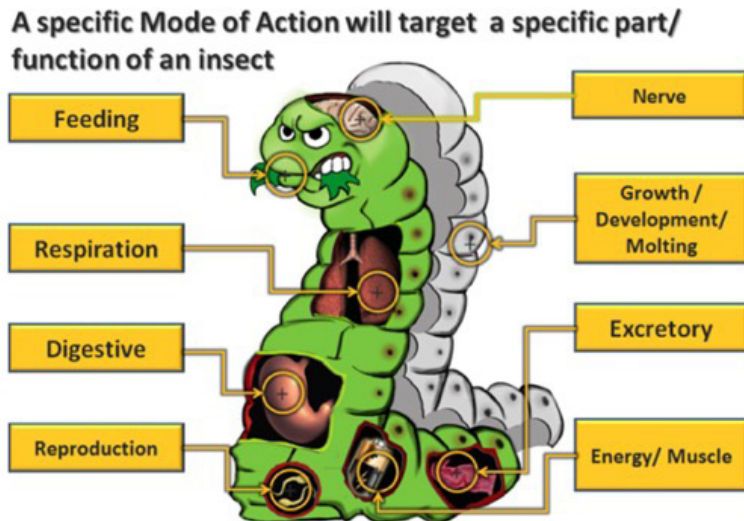 A specific Mode of Action will target a specific part/
function of an insect
Feeding
Respiration
Digestive
Reproduction
Nerve
Growth /
Development/
Molting
Excretory
Energy/ Muscle